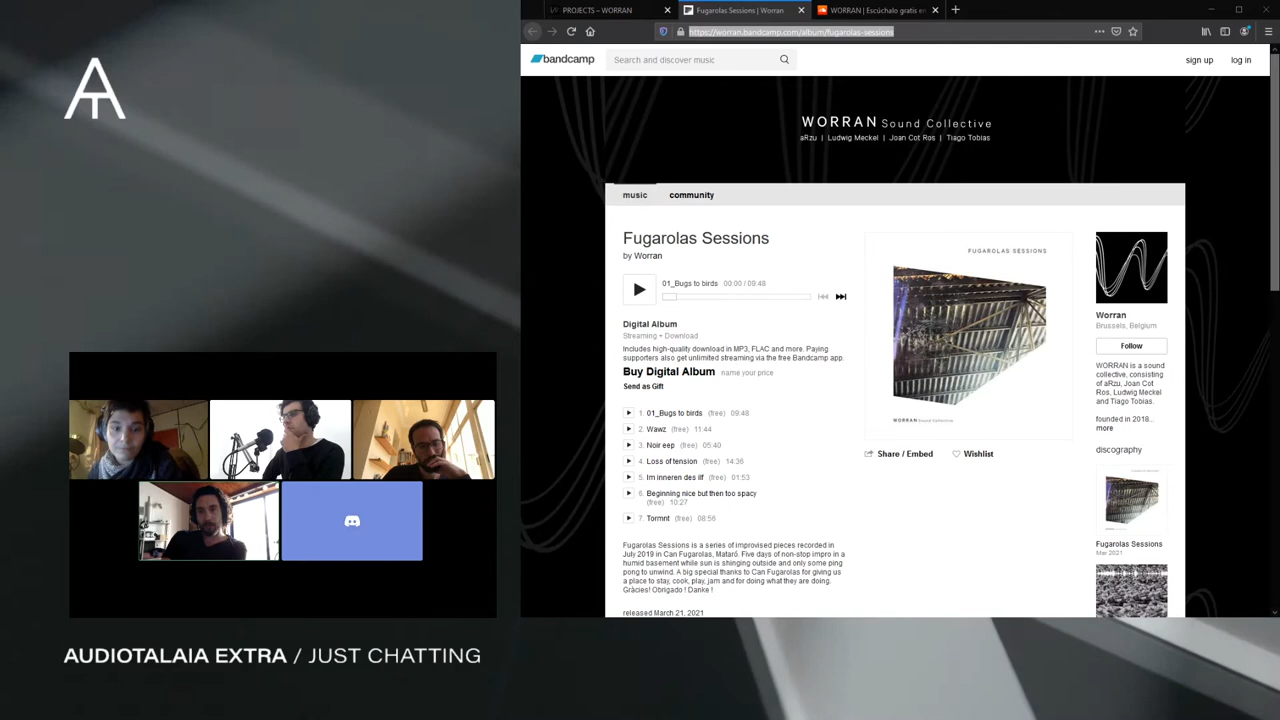 PROJECTS – WORRAN
Fugarolas Sessions | Worran
WORRAN | Escúchalo gratis en
https://worran.bandcamp.com/album/fugarolas-sessions
bandcamp
Search and discover music
sign up
log in
WORRAN Sound Collective
aRzu | Ludwig Meckel | Joan Cot Ros | Tiago Tobias
music
community
Fugarolas Sessions
by Worran
01_Bugs to birds 00:00 / 09:48
Digital Album
Streaming + Download
Includes high-quality download in MP3, FLAC and more. Paying
supporters also get unlimited streaming via the free Bandcamp app.
Buy Digital Album name your price
Send as Gift
1. 01_Bugs to birds (free) 09:48
2. Wawz (free) 11:44
3. Noir eep (free) 05:40
4. Loss of tension (free) 14:36
5. Im inneren des ilf (free) 01:53
6. Beginning nice but then too spacy
(free) 10:27
7. Tormnt (free) 08:56
Fugarolas Sessions is a series of improvised pieces recorded in
July 2019 in Can Fugarolas, Mataró. Five days of non-stop impro in a
humid basement while sun is shinging outside and only some ping
pong to unwind. A big special thanks to Can Fugarolas for giving us
a place to stay, cook, play, jam and for doing what they are doing.
Gràcies! Obrigado ! Danke !
released March 21, 2021
FUGAROLAS SESSIONS
WORRAN Sound Collective
Share / Embed
Wishlist
Worran
Brussels, Belgium
Follow
WORRAN is a sound
collective, consisting
of aRzu, Joan Cot
Ros, Ludwig Meckel
and Tiago Tobias.
founded in 2018...
more
discography
Fugarolas Sessions
Mar 2021
AT
AUDIOTALAIA EXTRA / JUST CHATTING